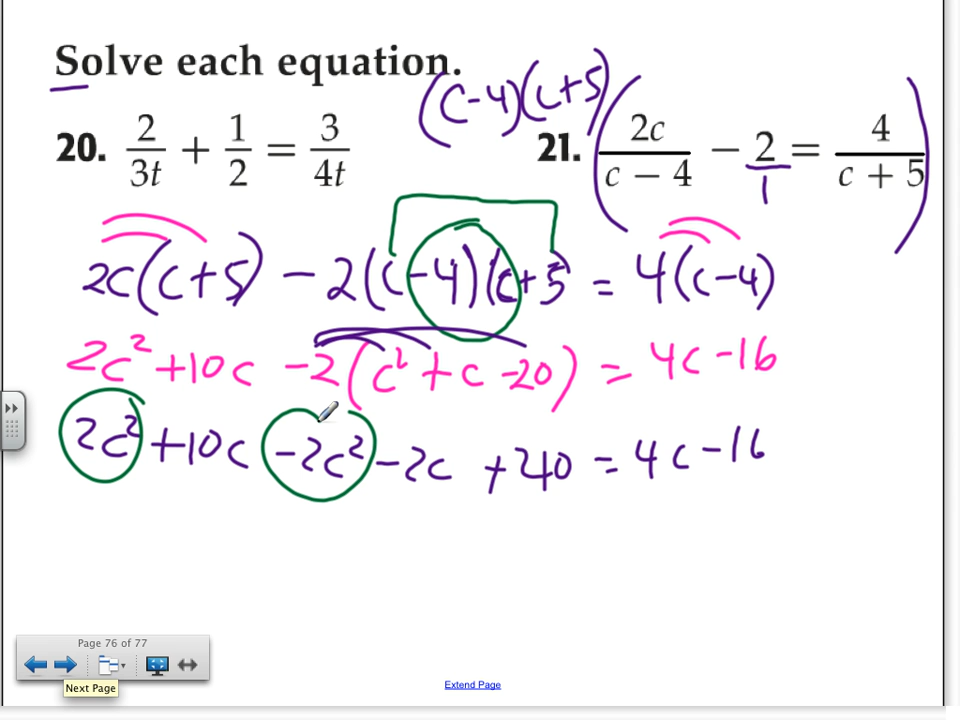 Solve each equation.
(c-4)(c+5)
20. 2/3t + 1/2 = 3/4t
21. (2c/c − 4 − 2/1 = 4/c + 5)
2c(c+5) − 2(c-4)(c+5 = 4(c-4)
2c² +10c -2(c² + c -20) = 4c -16
2c² +10c -2c² -2c +40 = 4c -16
Page 76 of 77
Next Page
Extend Page